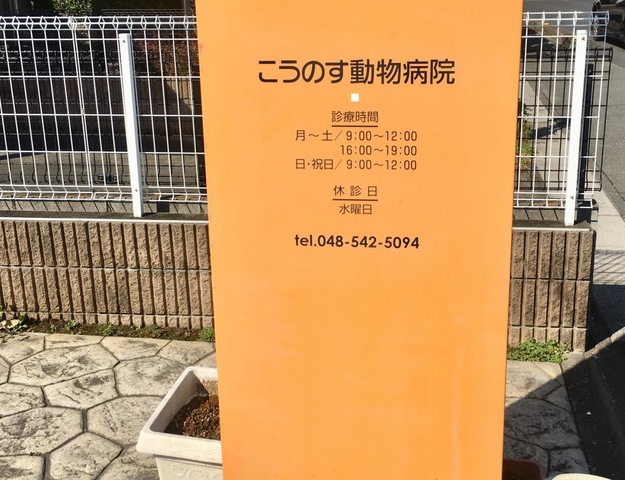 こうのす動物病院
診療時間
月～土/9:00～12:00
16:00～19:00
日・祝日/9:00～12:00
休診日
水曜日
tel.048-542-5094